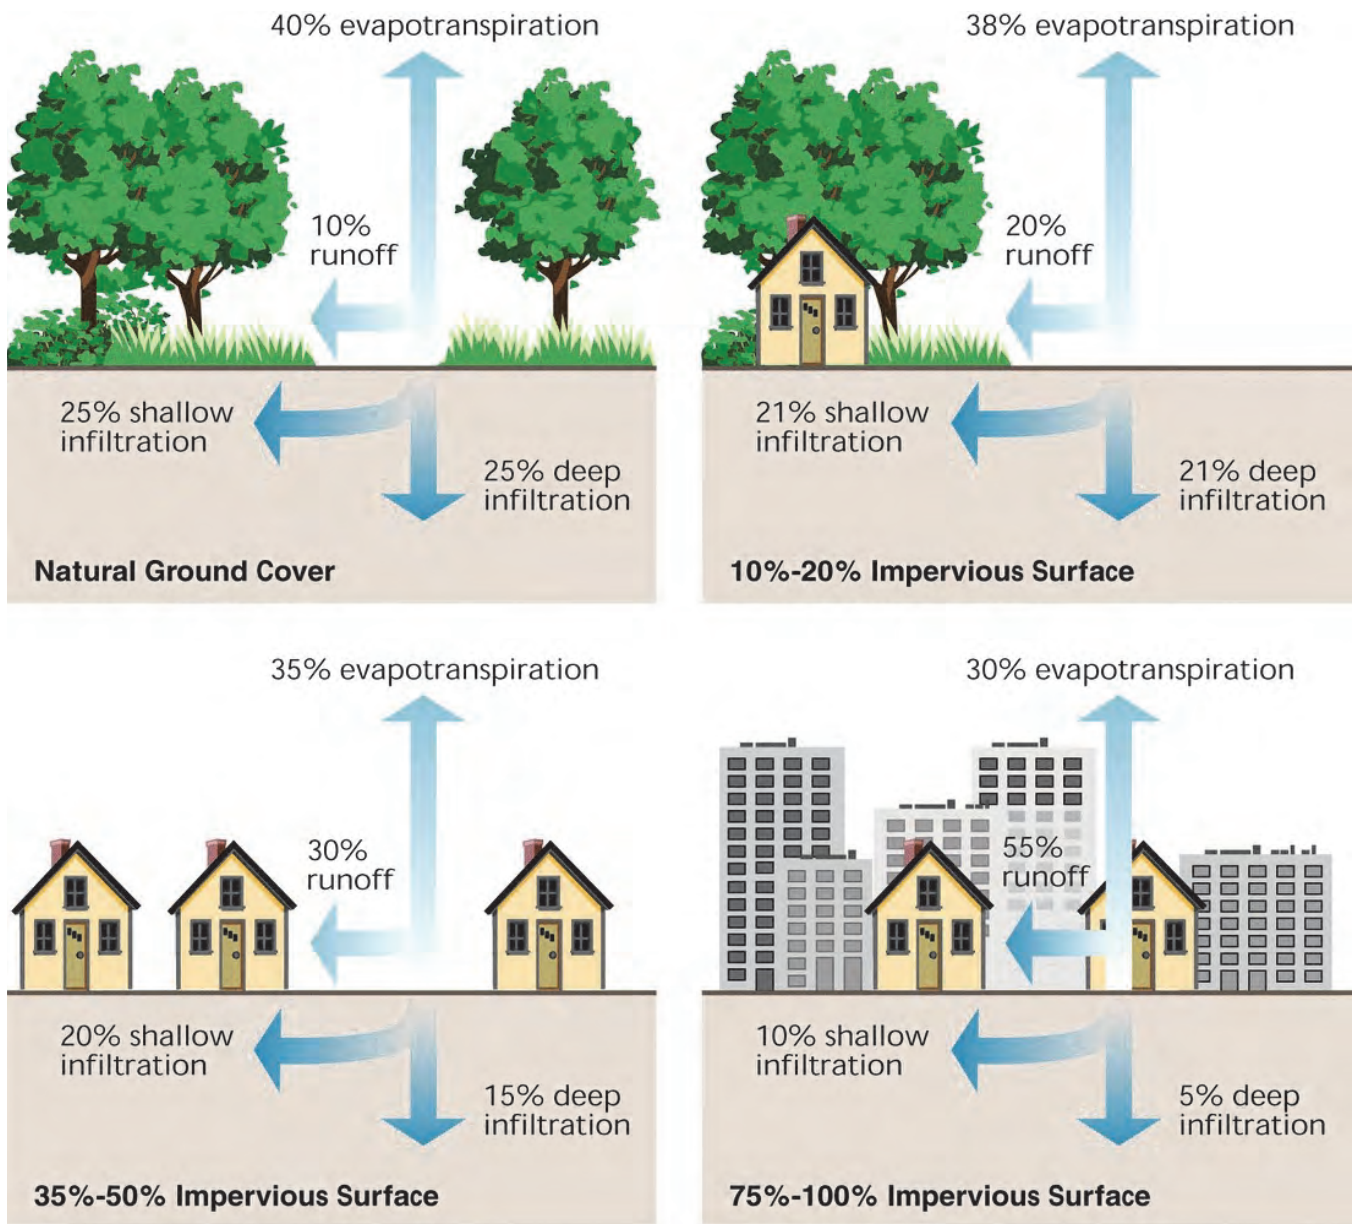 40% evapotranspiration
10%
runoff
25% shallow
infiltration
25% deep
infiltration
Natural Ground Cover
38% evapotranspiration
20%
runoff
21% shallow
infiltration
21% deep
infiltration
10%-20% Impervious Surface
35% evapotranspiration
30%
runoff
20% shallow
infiltration
15% deep
infiltration
35%-50% Impervious Surface
30% evapotranspiration
55%
runoff
10% shallow
infiltration
5% deep
infiltration
75%-100% Impervious Surface